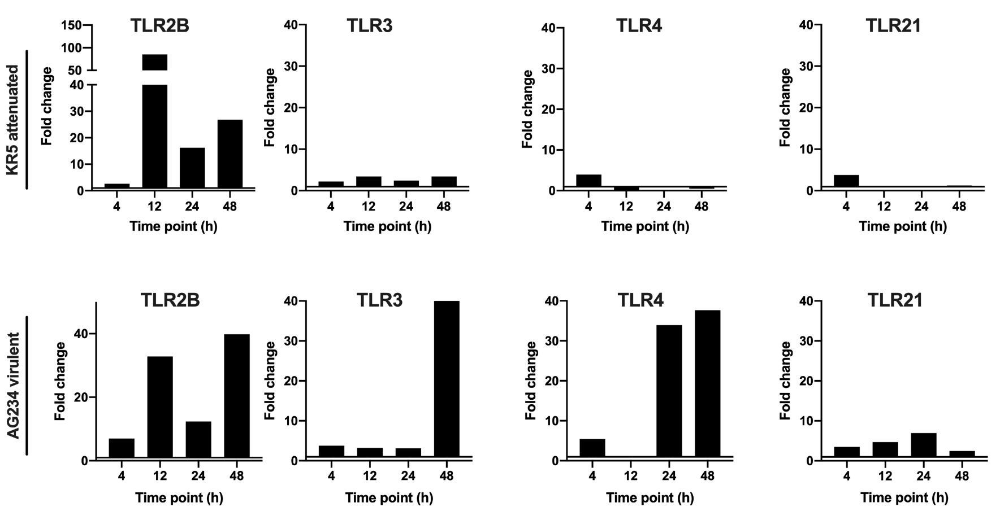 KR5 attenuated
TLR2B
Fold change
150
100
50
40
30
20
10
0
4 12 24 48
Time point (h)
TLR3
Fold change
40
30
20
10
0
4 12 24 48
Time point (h)
TLR4
Fold change
40
30
20
10
0
4 12 24 48
Time point (h)
TLR21
Fold change
40
30
20
10
0
4 12 24 48
Time point (h)
AG234 virulent
TLR2B
Fold change
40
20
0
4 12 24 48
Time point (h)
TLR3
Fold change
40
30
20
10
0
4 12 24 48
Time point (h)
TLR4
Fold change
40
30
20
10
0
4 12 24 48
Time point (h)
TLR21
Fold change
40
30
20
10
0
4 12 24 48
Time point (h)